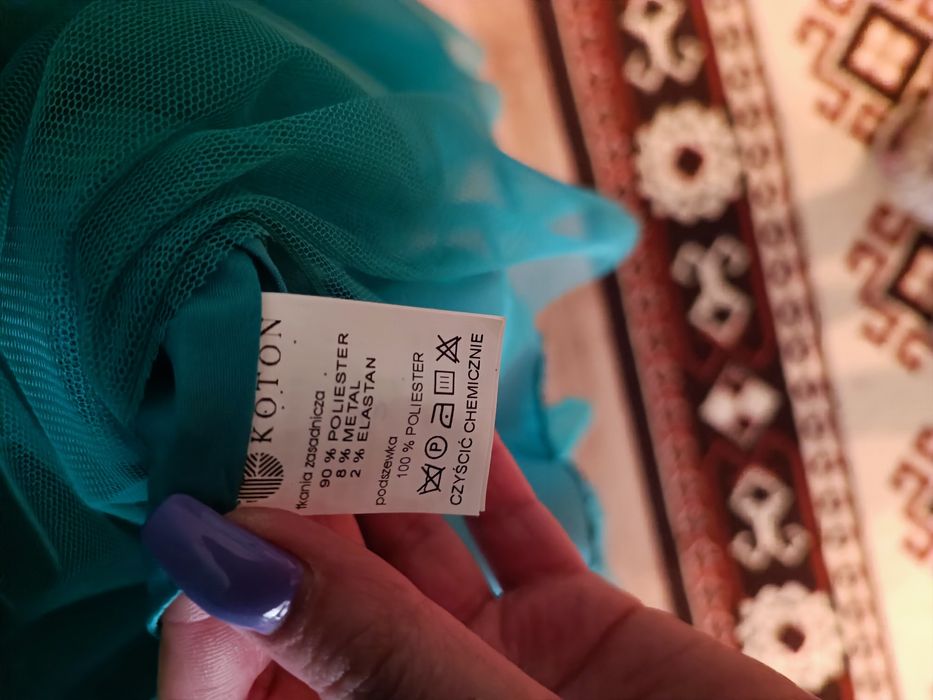 KOTON
tkania zasadnicza
90 % POLIESTER
8 % METAL
2 % ELASTAN
podszewka
100 % POLIESTER
P
CZYŚCIĆ CHEMICZNIE